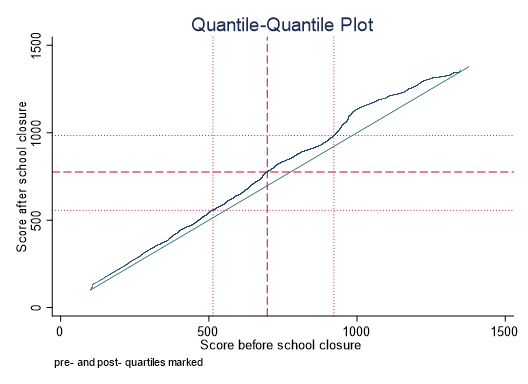 Quantile-Quantile Plot
Score after school closure
1500
1000
500
0
0 500 1000 1500
Score before school closure
pre- and post- quartiles marked